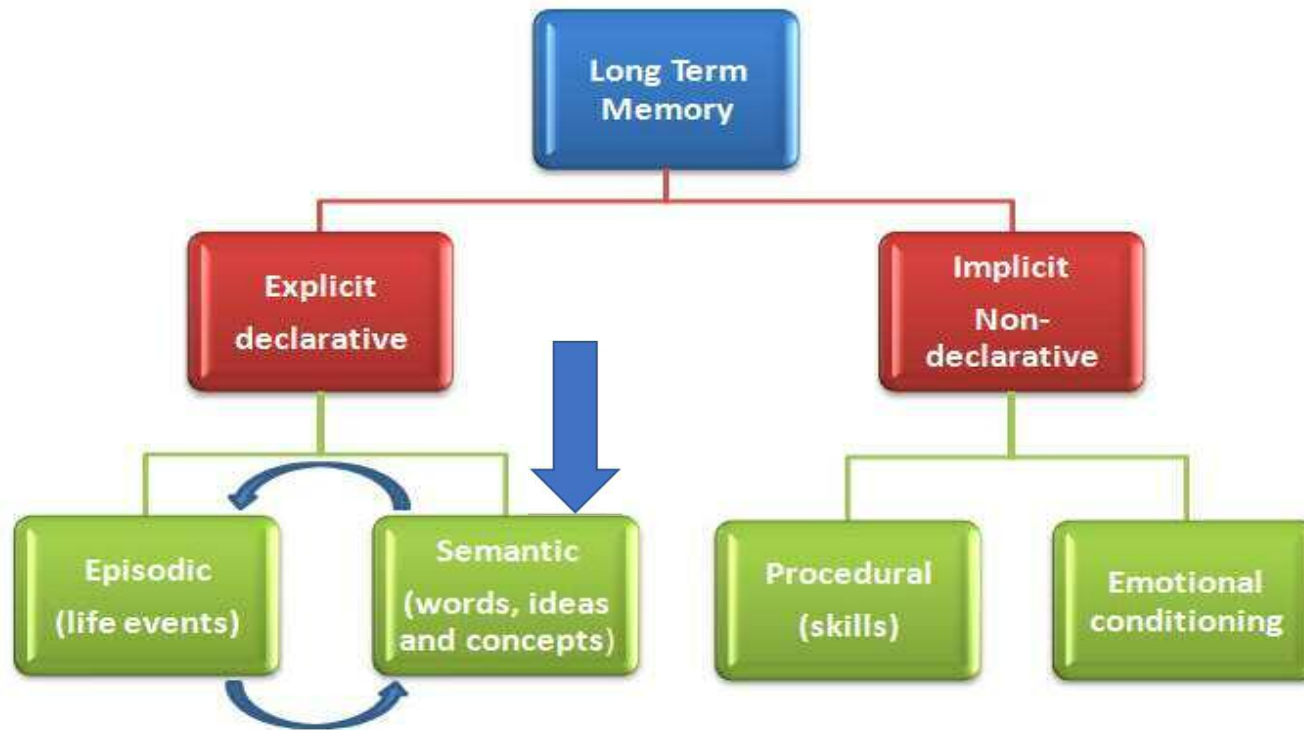 Long Term
Memory
Explicit
declarative
Implicit
Non-
declarative
Episodic
(life events)
Semantic
(words, ideas
and concepts)
Procedural
(skills)
Emotional
conditioning